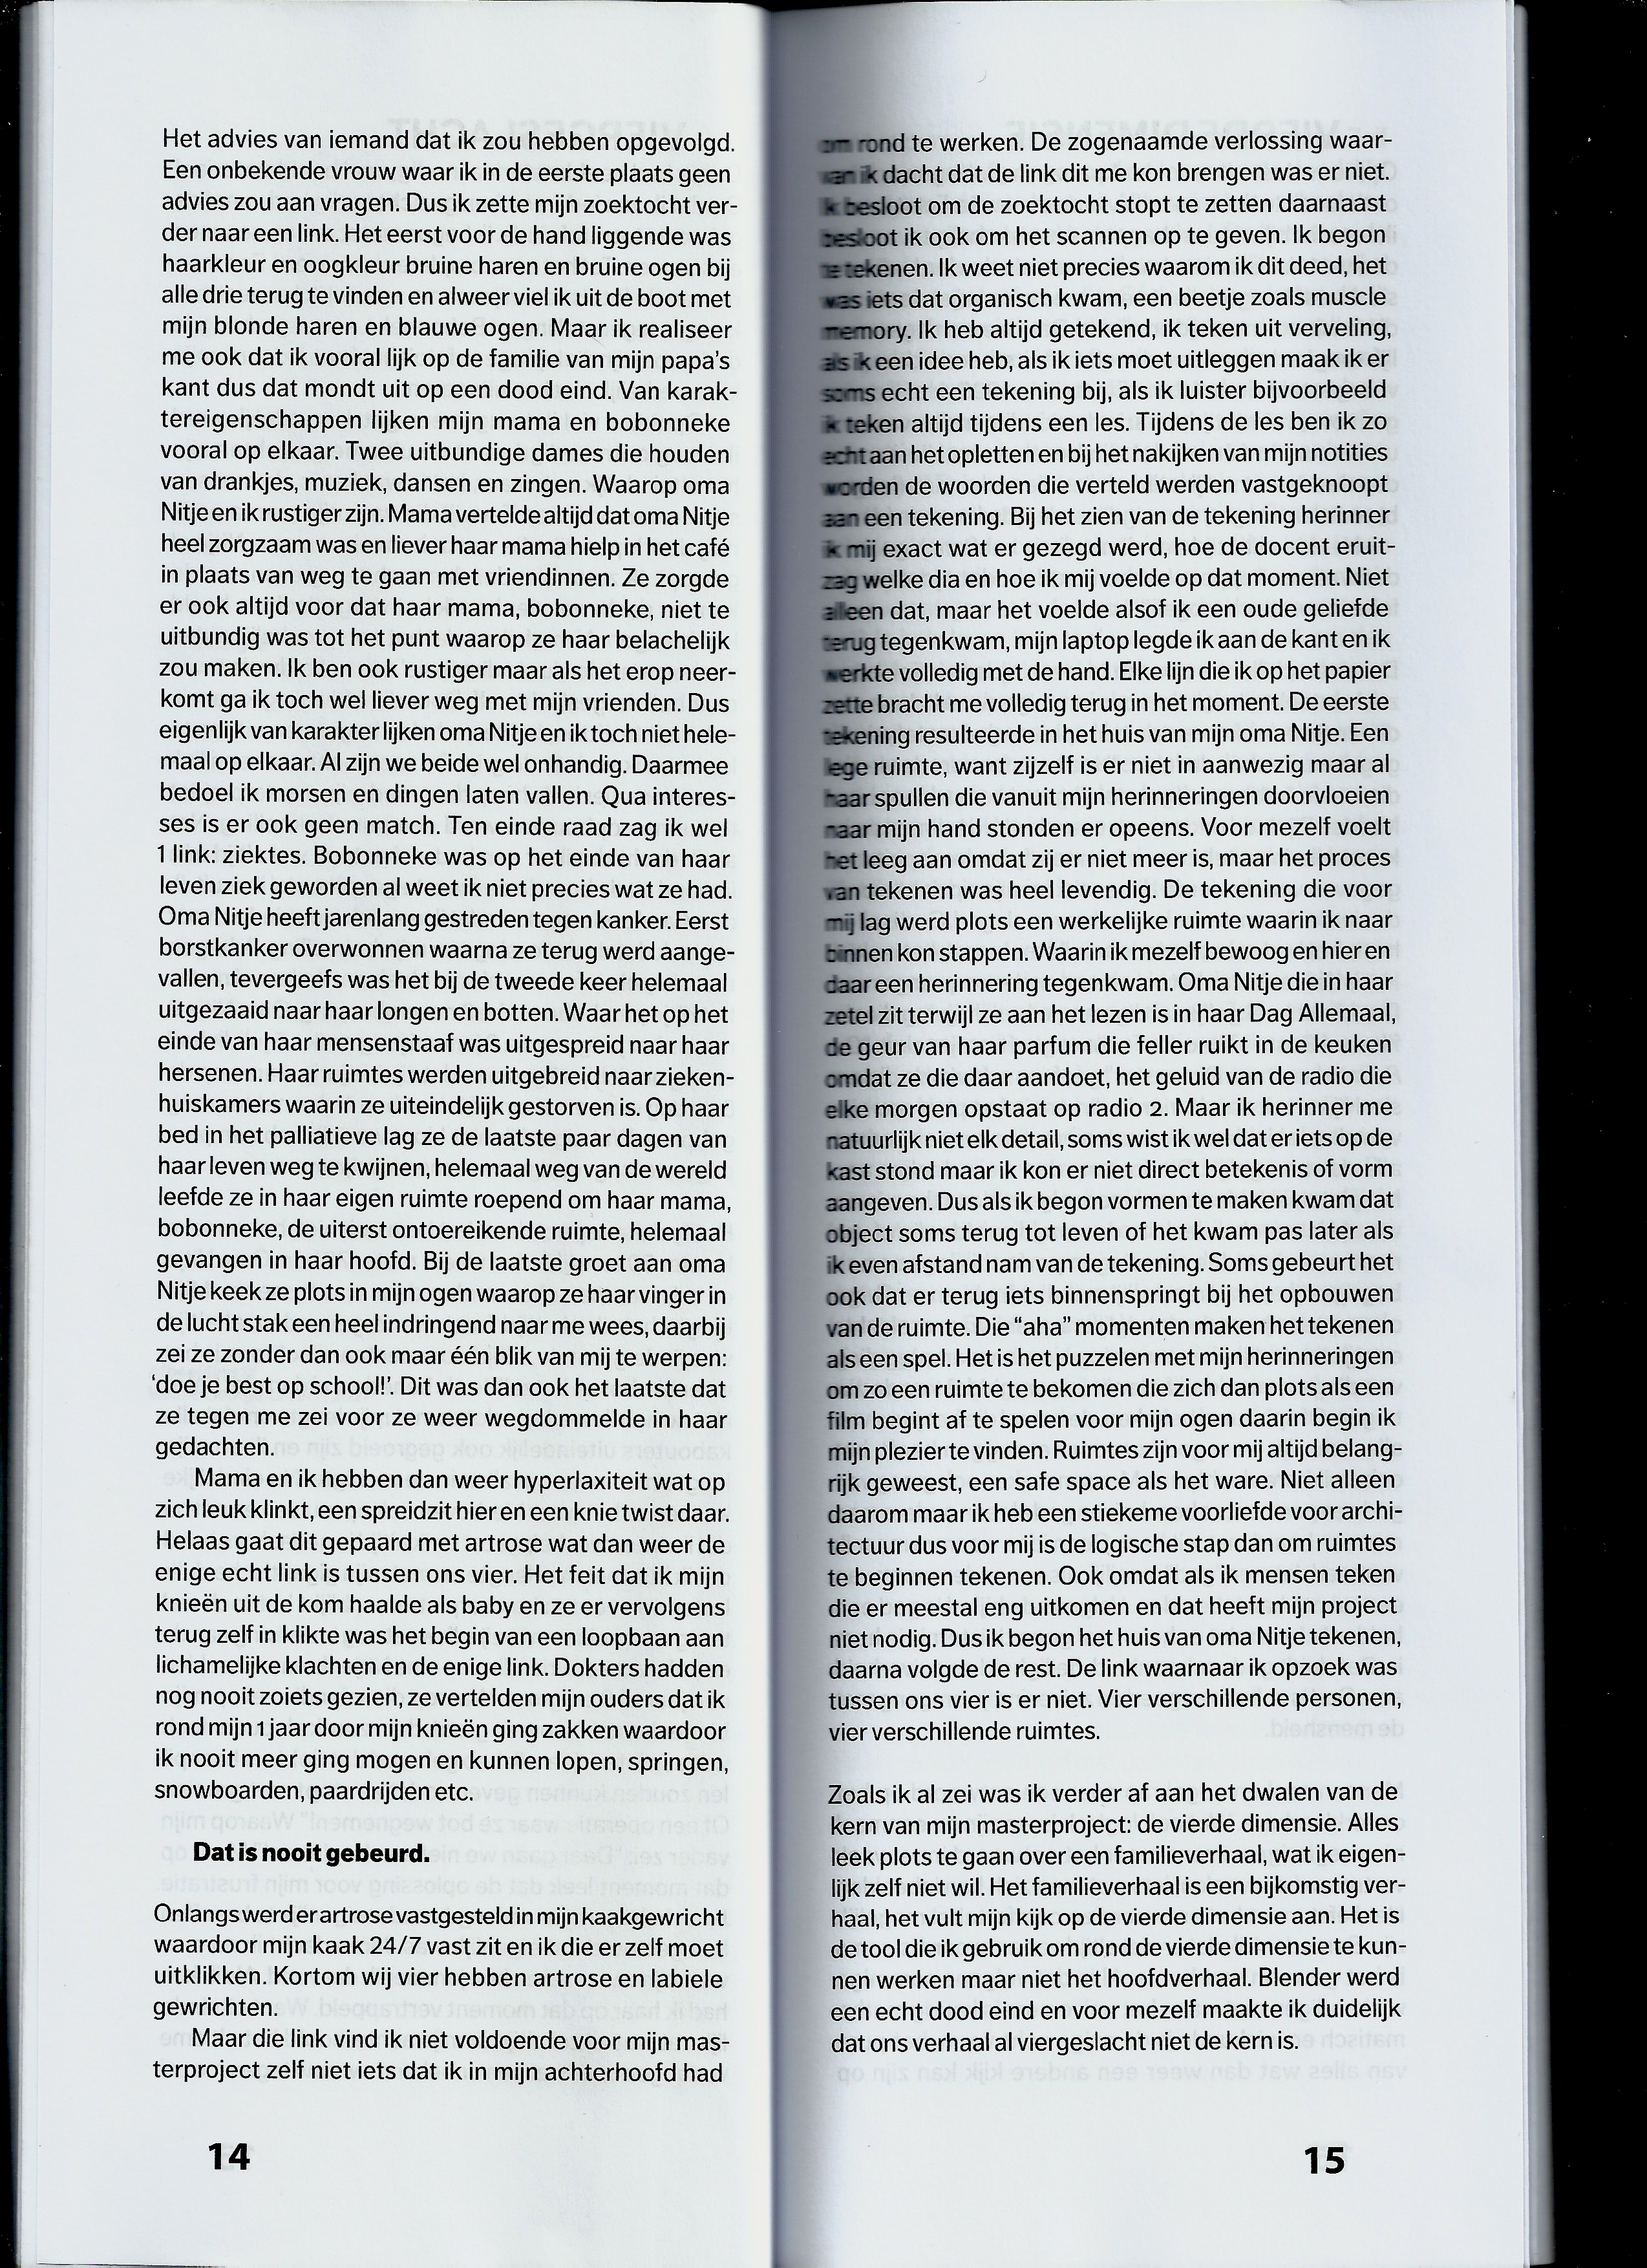 Het advies van iemand dat ik zou hebben opgevolgd.
Een onbekende vrouw waar ik in de eerste plaats geen
advies zou aan vragen. Dus ik zette mijn zoektocht ver-
der naar een link. Het eerst voor de hand liggende was
haarkleur en oogkleur bruine haren en bruine ogen bij
alle drie terug te vinden en alweer viel ik uit de boot met
mijn blonde haren en blauwe ogen. Maar ik realiseer
me ook dat ik vooral lijk op de familie van mijn papa’s
kant dus dat mondt uit op een dood eind. Van karak-
tereigenschappen lijken mijn mama en bobonneke
vooral op elkaar. Twee uitbundige dames die houden
van drankjes, muziek, dansen en zingen. Waarop oma
Nitje en ik rustiger zijn. Mama vertelde altijd dat oma Nitje
heel zorgzaam was en liever haar mama hielp in het café
in plaats van weg te gaan met vriendinnen. Ze zorgde
er ook altijd voor dat haar mama, bobonneke, niet te
uitbundig was tot het punt waarop ze haar belachelijk
zou maken. Ik ben ook rustiger maar als het erop neer-
komt ga ik toch wel liever weg met mijn vrienden. Dus
eigenlijk van karakter lijken oma Nitje en ik toch niet hele-
maal op elkaar. Al zijn we beide wel onhandig. Daarmee
bedoel ik morsen en dingen laten vallen. Qua interes-
ses is er ook geen match. Ten einde raad zag ik wel
1 link: ziektes. Bobonneke was op het einde van haar
leven ziek geworden al weet ik niet precies wat ze had.
Oma Nitje heeft jarenlang gestreden tegen kanker. Eerst
borstkanker overwonnen waarna ze terug werd aange-
vallen, tevergeefs was het bij de tweede keer helemaal
uitgezaaid naar haar longen en botten. Waar het op het
einde van haar mensenstaaf was uitgespreid naar haar
hersenen. Haar ruimtes werden uitgebreid naar zieken-
huiskamers waarin ze uiteindelijk gestorven is. Op haar
bed in het palliatieve lag ze de laatste paar dagen van
haar leven weg te kwijnen, helemaal weg van de wereld
leefde ze in haar eigen ruimte roepend om haar mama,
bobonneke, de uiterst ontoereikende ruimte, helemaal
gevangen in haar hoofd. Bij de laatste groet aan oma
Nitje keek ze plots in mijn ogen waarop ze haar vinger in
de lucht stak een heel indringend naar me wees, daarbij
zei ze zonder dan ook maar één blik van mij te werpen:
‘doe je best op school!’. Dit was dan ook het laatste dat
ze tegen me zei voor ze weer wegdommelde in haar
gedachten.
Mama en ik hebben dan weer hyperlaxiteit wat op
zich leuk klinkt, een spreidzit hier en een knie twist daar.
Helaas gaat dit gepaard met artrose wat dan weer de
enige echt link is tussen ons vier. Het feit dat ik mijn
knieën uit de kom haalde als baby en ze er vervolgens
terug zelf in klikte was het begin van een loopbaan aan
lichamelijke klachten en de enige link. Dokters hadden
nog nooit zoiets gezien, ze vertelden mijn ouders dat ik
rond mijn 1 jaar door mijn knieën ging zakken waardoor
ik nooit meer ging mogen en kunnen lopen, springen,
snowboarden, paardrijden etc.
Dat is nooit gebeurd.
Onlangs werd er artrose vastgesteld in mijn kaakgewricht
waardoor mijn kaak 24/7 vast zit en ik die er zelf moet
uitklikken. Kortom wij vier hebben artrose en labiele
gewrichten.
Maar die link vind ik niet voldoende voor mijn mas-
terproject zelf niet iets dat ik in mijn achterhoofd had
14
om rond te werken. De zogenaamde verlossing waar-
van ik dacht dat de link dit me kon brengen was er niet.
Ik besloot om de zoektocht stopt te zetten daarnaast
besloot ik ook om het scannen op te geven. Ik begon
te tekenen. Ik weet niet precies waarom ik dit deed, het
was iets dat organisch kwam, een beetje zoals muscle
memory. Ik heb altijd getekend, ik teken uit verveling,
als ik een idee heb, als ik iets moet uitleggen maak ik er
soms echt een tekening bij, als ik luister bijvoorbeeld
ik teken altijd tijdens een les. Tijdens de les ben ik zo
echt aan het opletten en bij het nakijken van mijn notities
worden de woorden die verteld werden vastgeknoopt
aan een tekening. Bij het zien van de tekening herinner
ik mij exact wat er gezegd werd, hoe de docent eruit-
zag welke dia en hoe ik mij voelde op dat moment. Niet
alleen dat, maar het voelde alsof ik een oude geliefde
terug tegenkwam, mijn laptop legde ik aan de kant en ik
werkte volledig met de hand. Elke lijn die ik op het papier
zette bracht me volledig terug in het moment. De eerste
tekening resulteerde in het huis van mijn oma Nitje. Een
lege ruimte, want zijzelf is er niet in aanwezig maar al
haar spullen die vanuit mijn herinneringen doorvloeien
naar mijn hand stonden er opeens. Voor mezelf voelt
het leeg aan omdat zij er niet meer is, maar het proces
van tekenen was heel levendig. De tekening die voor
mij lag werd plots een werkelijke ruimte waarin ik naar
binnen kon stappen. Waarin ik mezelf bewoog en hier en
daar een herinnering tegenkwam. Oma Nitje die in haar
zetel zit terwijl ze aan het lezen is in haar Dag Allemaal,
de geur van haar parfum die feller ruikt in de keuken
omdat ze die daar aandoet, het geluid van de radio die
elke morgen opstaat op radio 2. Maar ik herinner me
natuurlijk niet elk detail, soms wist ik wel dat er iets op de
kast stond maar ik kon er niet direct betekenis of vorm
aangeven. Dus als ik begon vormen te maken kwam dat
object soms terug tot leven of het kwam pas later als
ik even afstand nam van de tekening. Soms gebeurt het
ook dat er terug iets binnenspringt bij het opbouwen
van de ruimte. Die “aha” momenten maken het tekenen
als een spel. Het is het puzzelen met mijn herinneringen
om zo een ruimte te bekomen die zich dan plots als een
film begint af te spelen voor mijn ogen daarin begin ik
mijn plezier te vinden. Ruimtes zijn voor mij altijd belang-
rijk geweest, een safe space als het ware. Niet alleen
daarom maar ik heb een stiekeme voorliefde voor archi-
tectuur dus voor mij is de logische stap dan om ruimtes
te beginnen tekenen. Ook omdat als ik mensen teken
die er meestal eng uitkomen en dat heeft mijn project
niet nodig. Dus ik begon het huis van oma Nitje tekenen,
daarna volgde de rest. De link waarnaar ik opzoek was
tussen ons vier is er niet. Vier verschillende personen,
vier verschillende ruimtes.
Zoals ik al zei was ik verder af aan het dwalen van de
kern van mijn masterproject: de vierde dimensie. Alles
leek plots te gaan over een familieverhaal, wat ik eigen-
lijk zelf niet wil. Het familieverhaal is een bijkomstig ver-
haal, het vult mijn kijk op de vierde dimensie aan. Het is
de tool die ik gebruik om rond de vierde dimensie te kun-
nen werken maar niet het hoofdverhaal. Blender werd
een echt dood eind en voor mezelf maakte ik duidelijk
dat ons verhaal al viergeslacht niet de kern is.
15